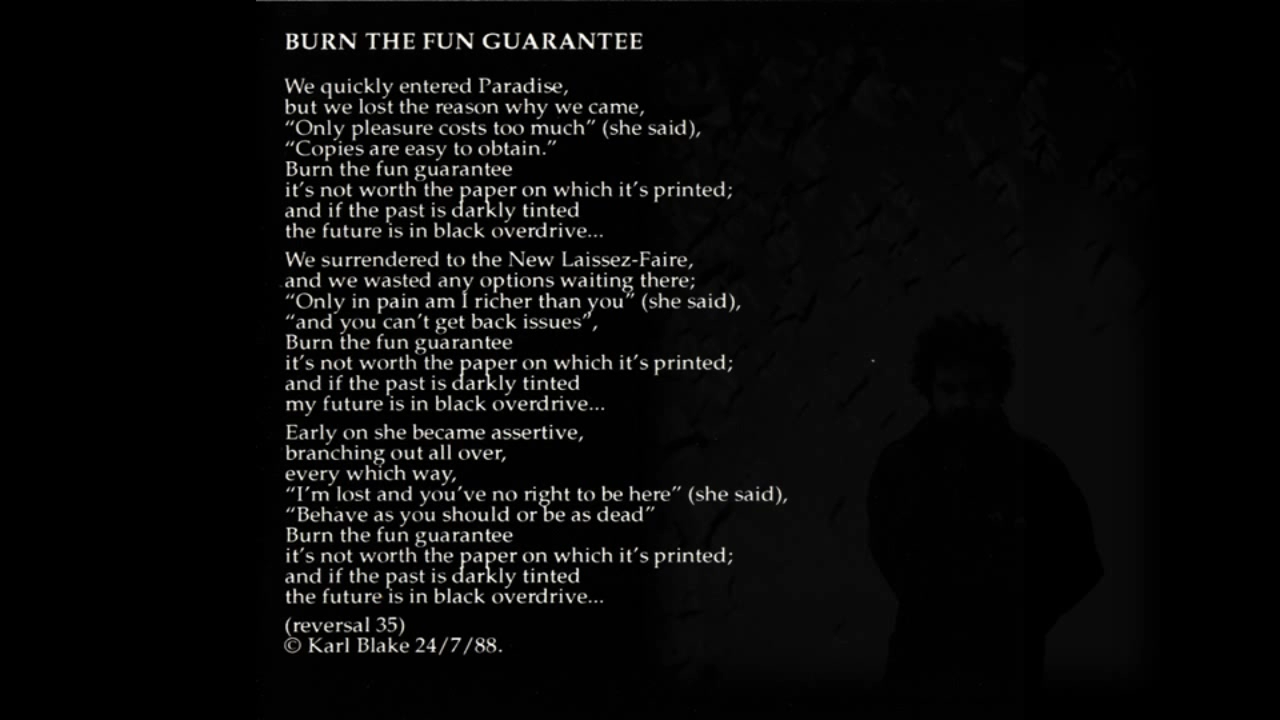 BURN THE FUN GUARANTEE
We quickly entered Paradise,
but we lost the reason why we came,
“Only pleasure costs too much” (she said),
“Copies are easy to obtain.”
Burn the fun guarantee
it’s not worth the paper on which it’s printed;
and if the past is darkly tinted
the future is in black overdrive...
We surrendered to the New Laissez-Faire,
and we wasted any options waiting there;
“Only in pain am I richer than you” (she said),
“and you can’t get back issues”,
Burn the fun guarantee
it’s not worth the paper on which it’s printed;
and if the past is darkly tinted
my future is in black overdrive...
Early on she became assertive,
branching out all over,
every which way,
“I’m lost and you’ve no right to be here” (she said),
“Behave as you should or be as dead”
Burn the fun guarantee
it’s not worth the paper on which it’s printed;
and if the past is darkly tinted
the future is in black overdrive...
(reversal 35)
© Karl Blake 24/7/88.